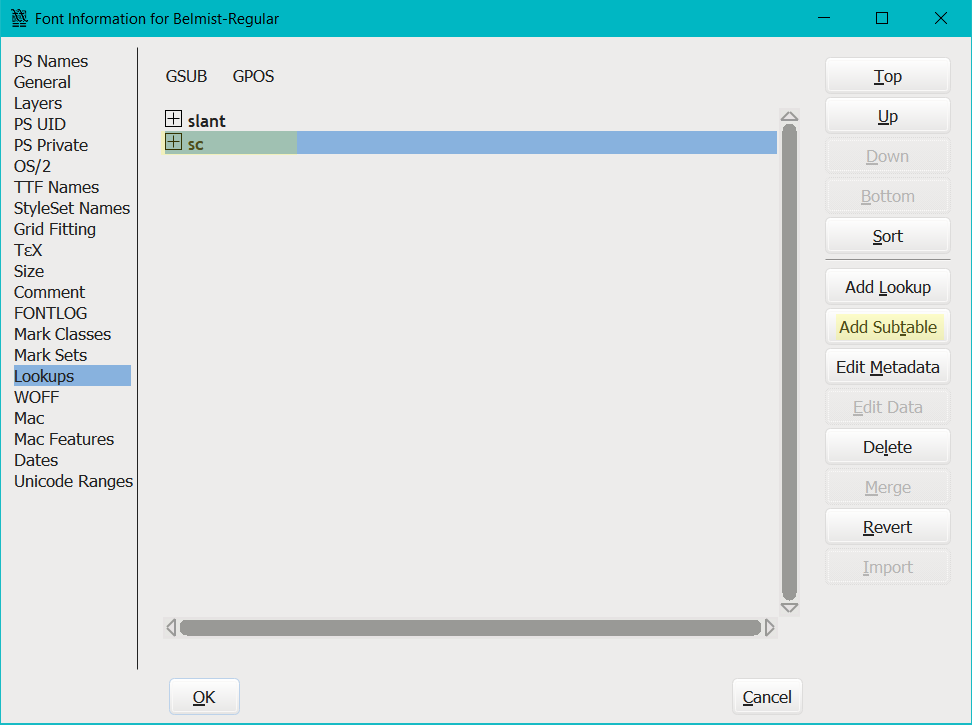 Font Information for Belmist-Regular
PS Names
General
Layers
PS UID
PS Private
OS/2
TTF Names
StyleSet Names
Grid Fitting
TεX
Size
Comment
FONTLOG
Mark Classes
Mark Sets
Lookups
WOFF
Mac
Mac Features
Dates
Unicode Ranges
GSUB GPOS
slant
sc
Top
Up
Down
Bottom
Sort
Add Lookup
Add Subtable
Edit Metadata
Edit Data
Delete
Merge
Revert
Import
OK
Cancel